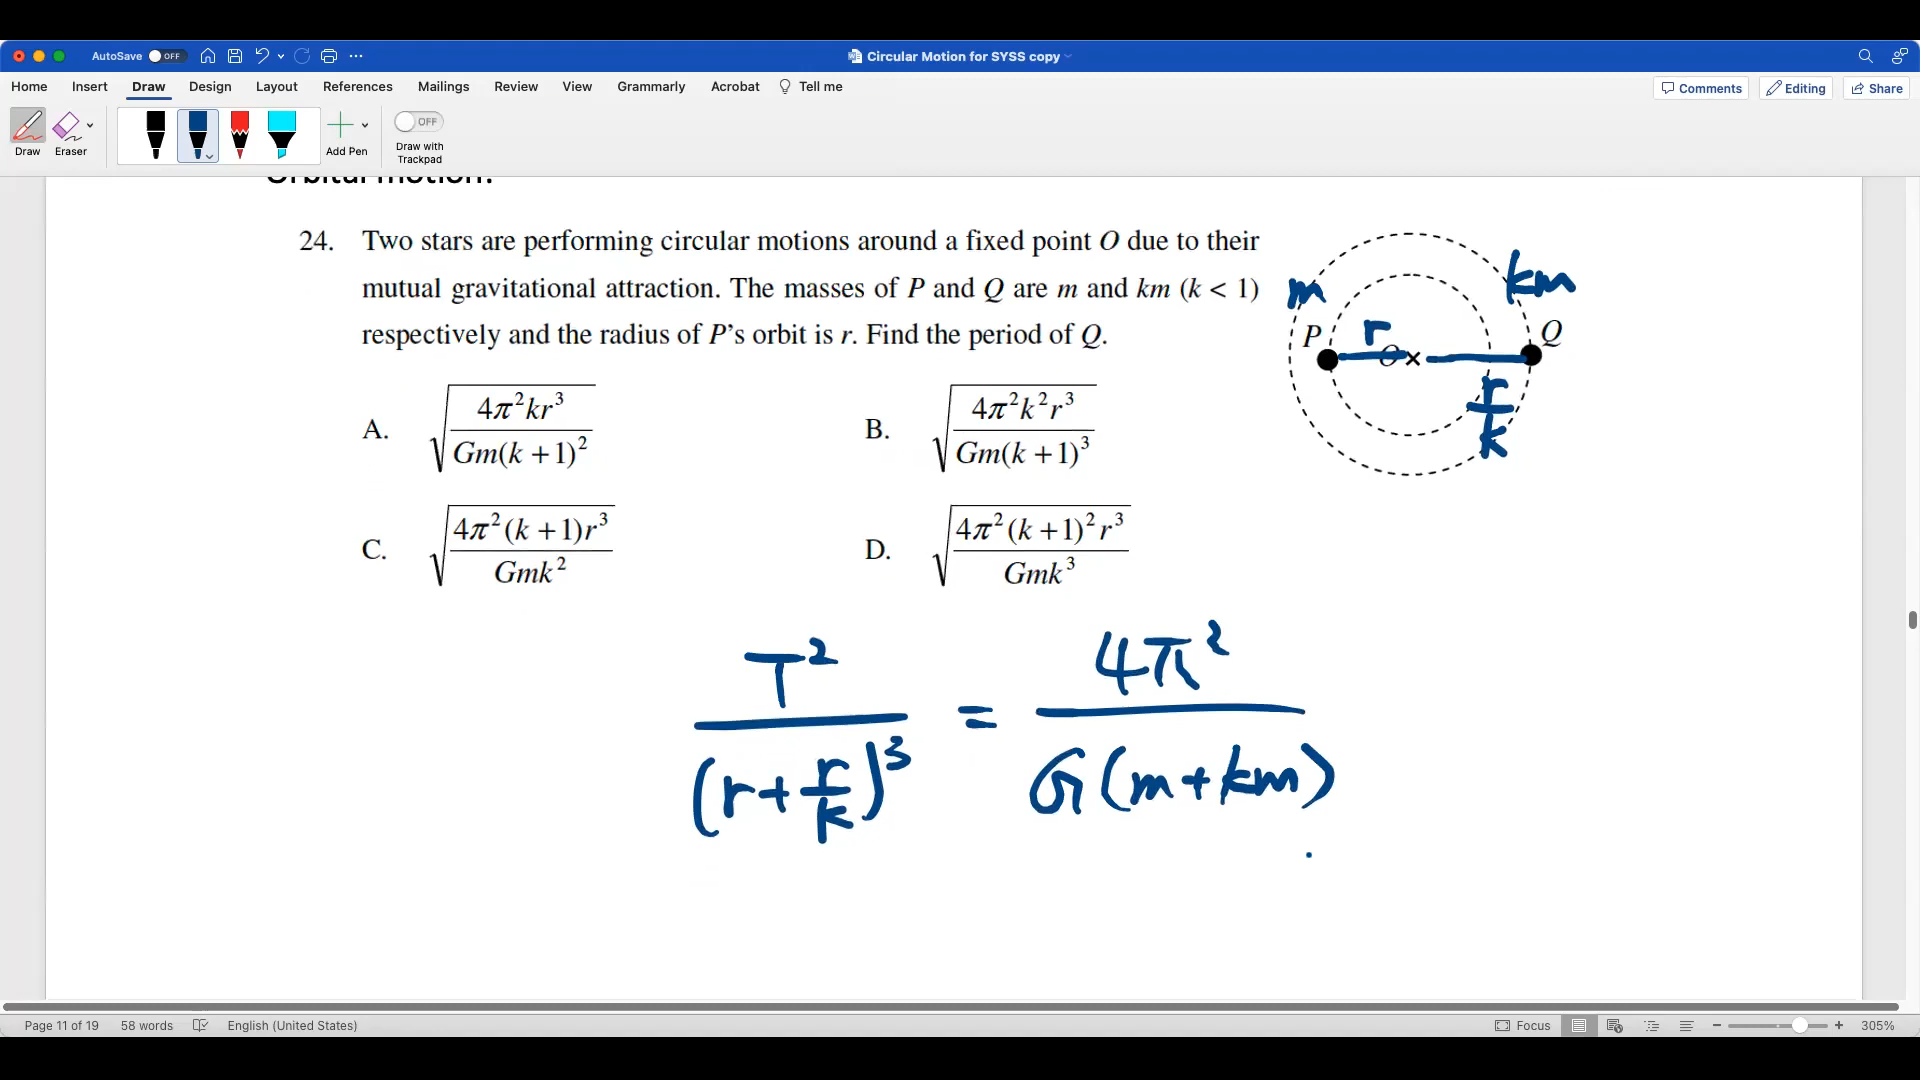 AutoSave OFF
Circular Motion for SYSS copy
Home Insert Draw Design Layout References Mailings Review View Grammarly Acrobat Tell me
Comments Editing Share
Draw Eraser Add Pen OFF Draw with Trackpad
Orbital motion:
24. Two stars are performing circular motions around a fixed point O due to their
mutual gravitational attraction. The masses of P and Q are m and km (k < 1)
respectively and the radius of P's orbit is r. Find the period of Q.
m km
P r O Q
r/k
A. √(4π²kr³ / Gm(k + 1)²) B. √(4π²k²r³ / Gm(k + 1)³)
C. √(4π²(k + 1)r³ / Gmk²) D. √(4π²(k + 1)²r³ / Gmk³)
T² / (r + r/k)³ = 4π² / G(m + km)
Page 11 of 19 58 words English (United States) Focus 305%